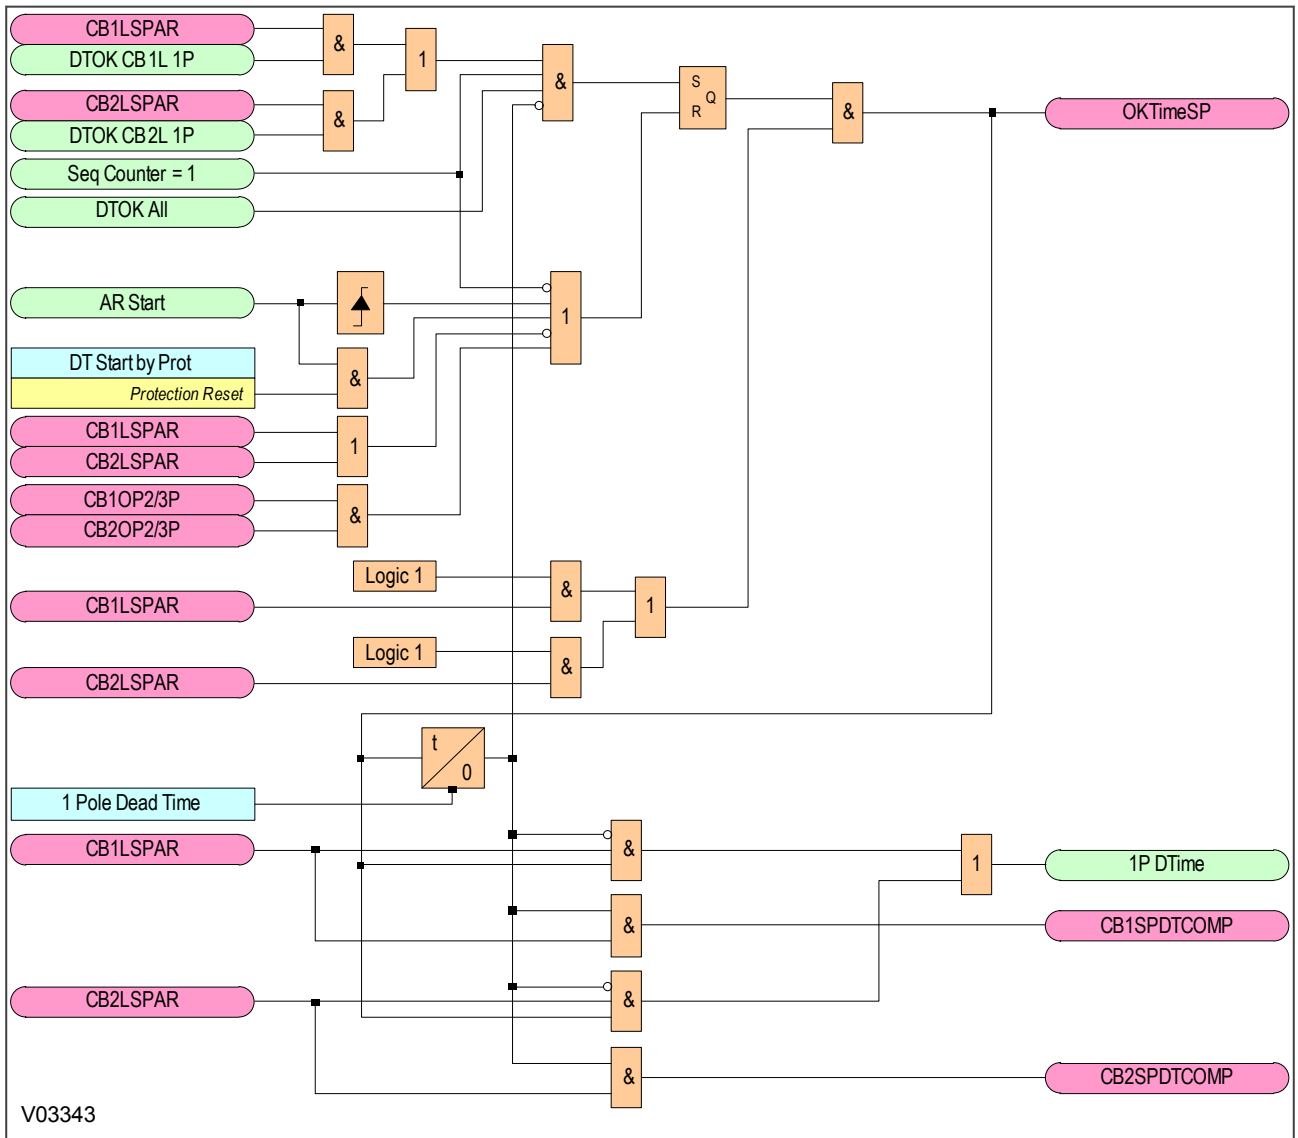 CB1LSPAR
DTOK CB1L 1P
&
1
CB2LSPAR
DTOK CB2L 1P
&
&
S
Q
R
&
OKTimeSP
Seq Counter = 1
DTOK All
AR Start
1
DT Start by Prot
Protection Reset
&
CB1LSPAR
CB2LSPAR
1
CB1OP2/3P
CB2OP2/3P
&
Logic 1
&
CB1LSPAR
1
Logic 1
&
CB2LSPAR
t
0
1 Pole Dead Time
CB1LSPAR
&
1
1P DTime
&
CB1SPDTCOMP
CB2LSPAR
&
&
CB2SPDTCOMP
V03343